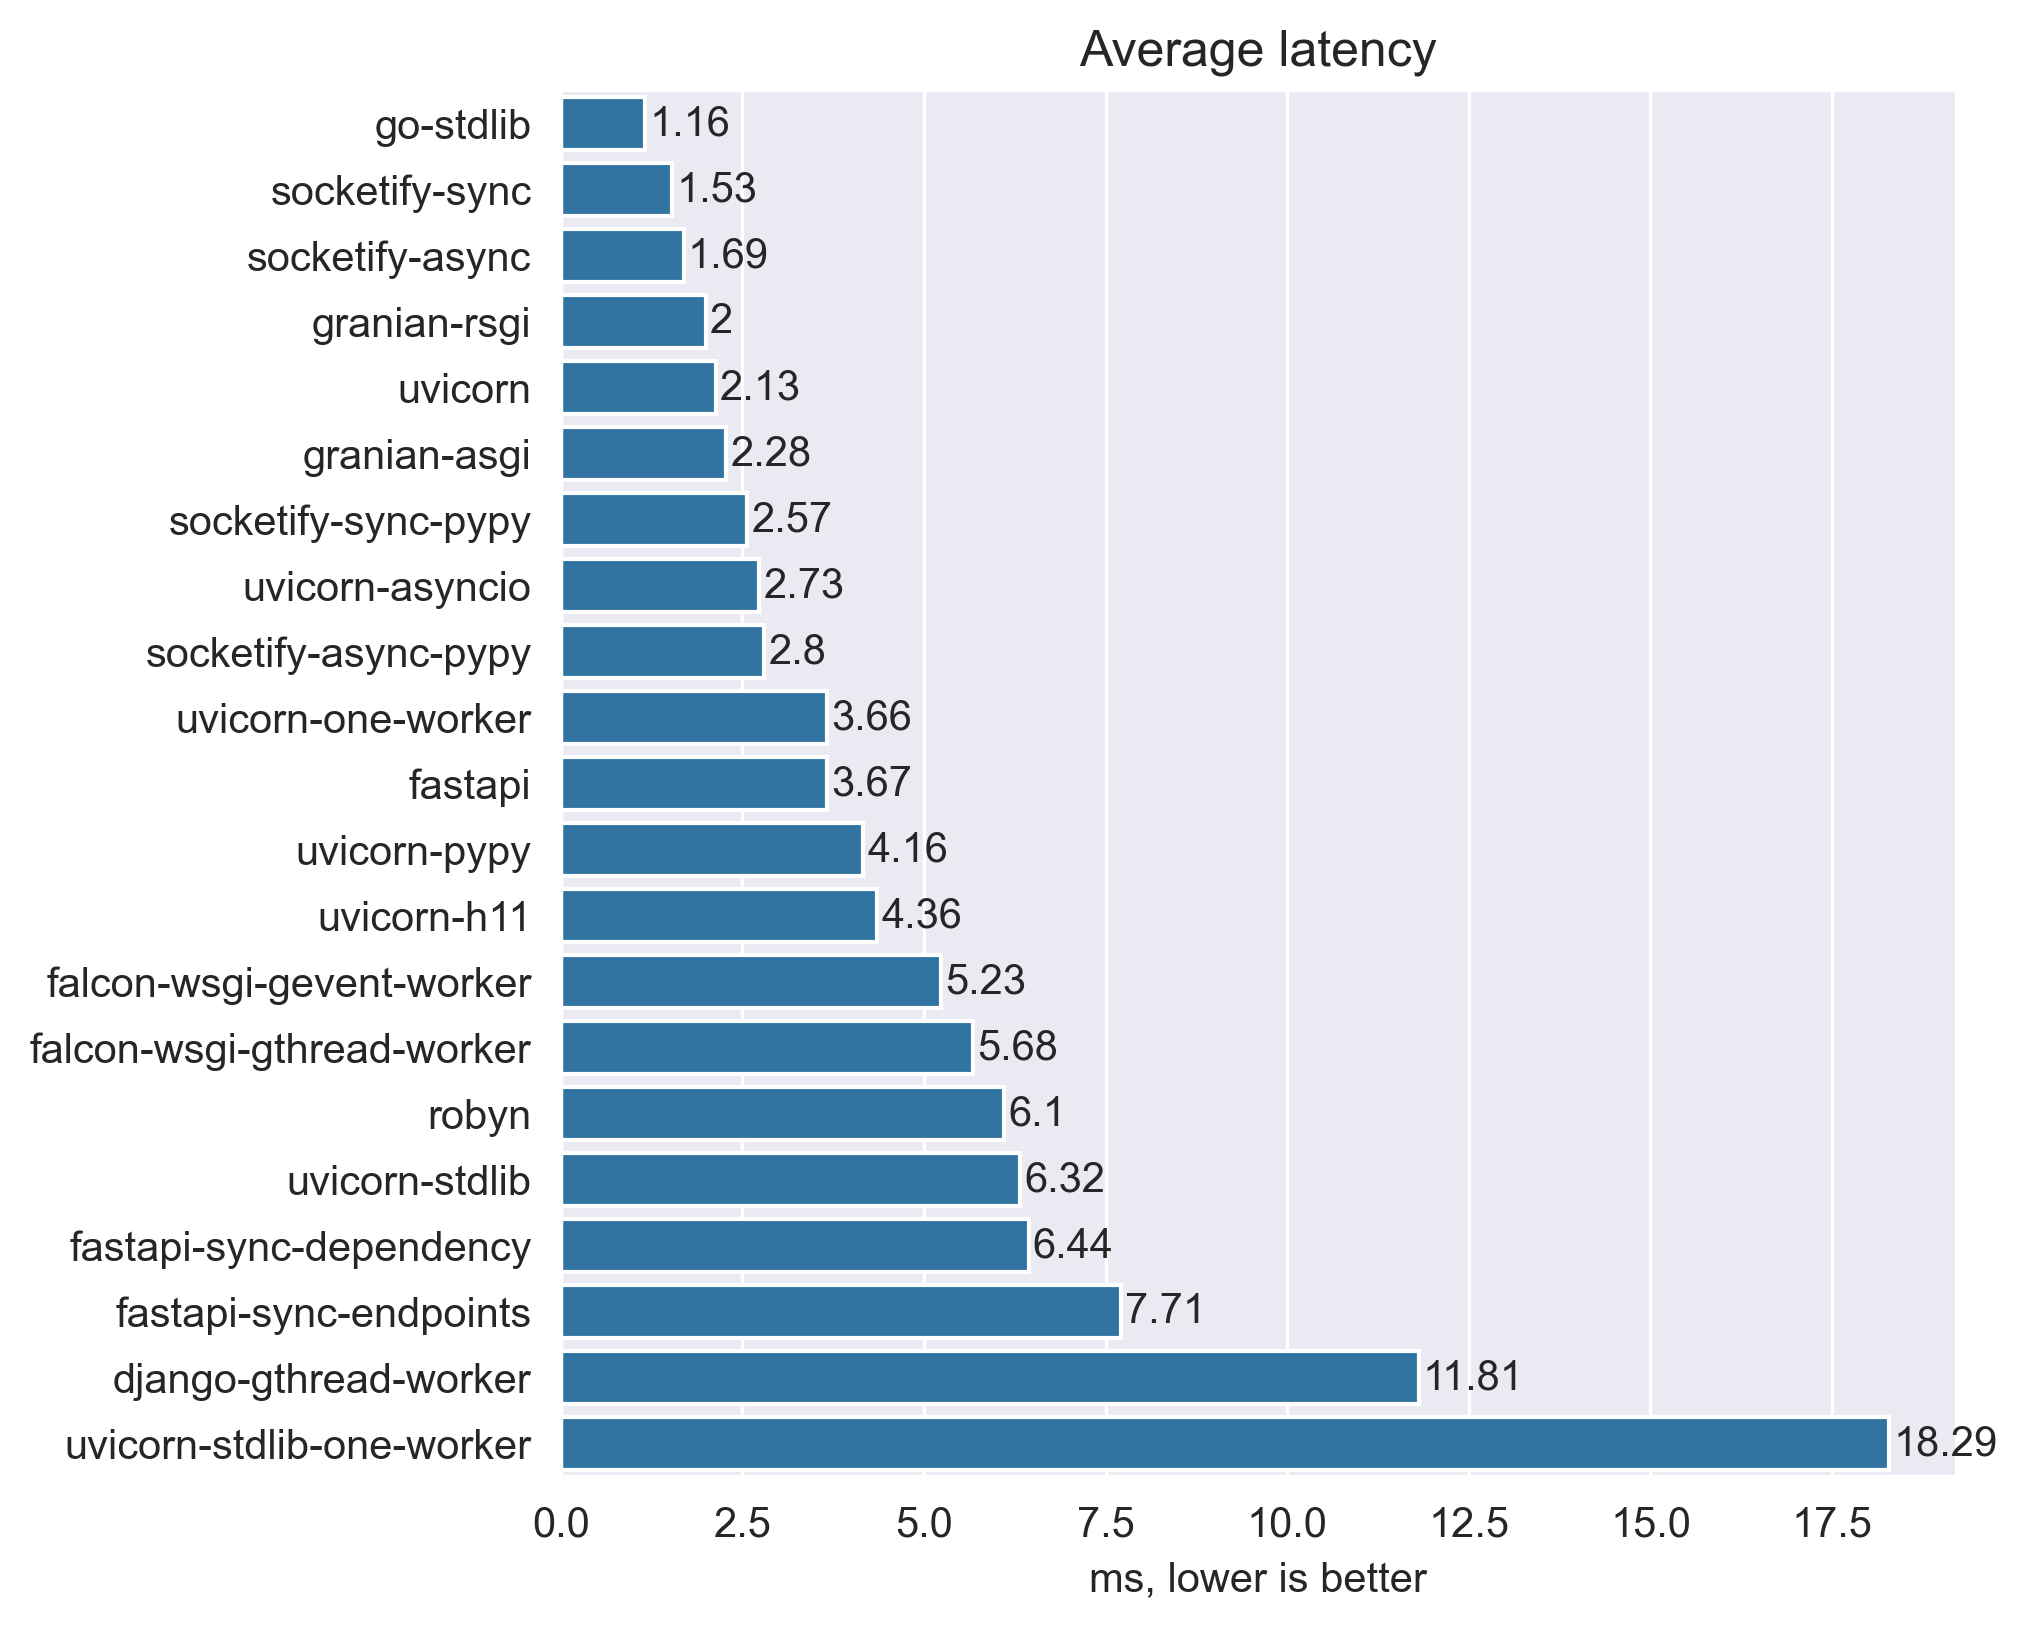 Average latency
go-stdlib 1.16
socketify-sync 1.53
socketify-async 1.69
granian-rsgi 2
uvicorn 2.13
granian-asgi 2.28
socketify-sync-pypy 2.57
uvicorn-asyncio 2.73
socketify-async-pypy 2.8
uvicorn-one-worker 3.66
fastapi 3.67
uvicorn-pypy 4.16
uvicorn-h11 4.36
falcon-wsgi-gevent-worker 5.23
falcon-wsgi-gthread-worker 5.68
robyn 6.1
uvicorn-stdlib 6.32
fastapi-sync-dependency 6.44
fastapi-sync-endpoints 7.71
django-gthread-worker 11.81
uvicorn-stdlib-one-worker 18.29
0.0 2.5 5.0 7.5 10.0 12.5 15.0 17.5
ms, lower is better